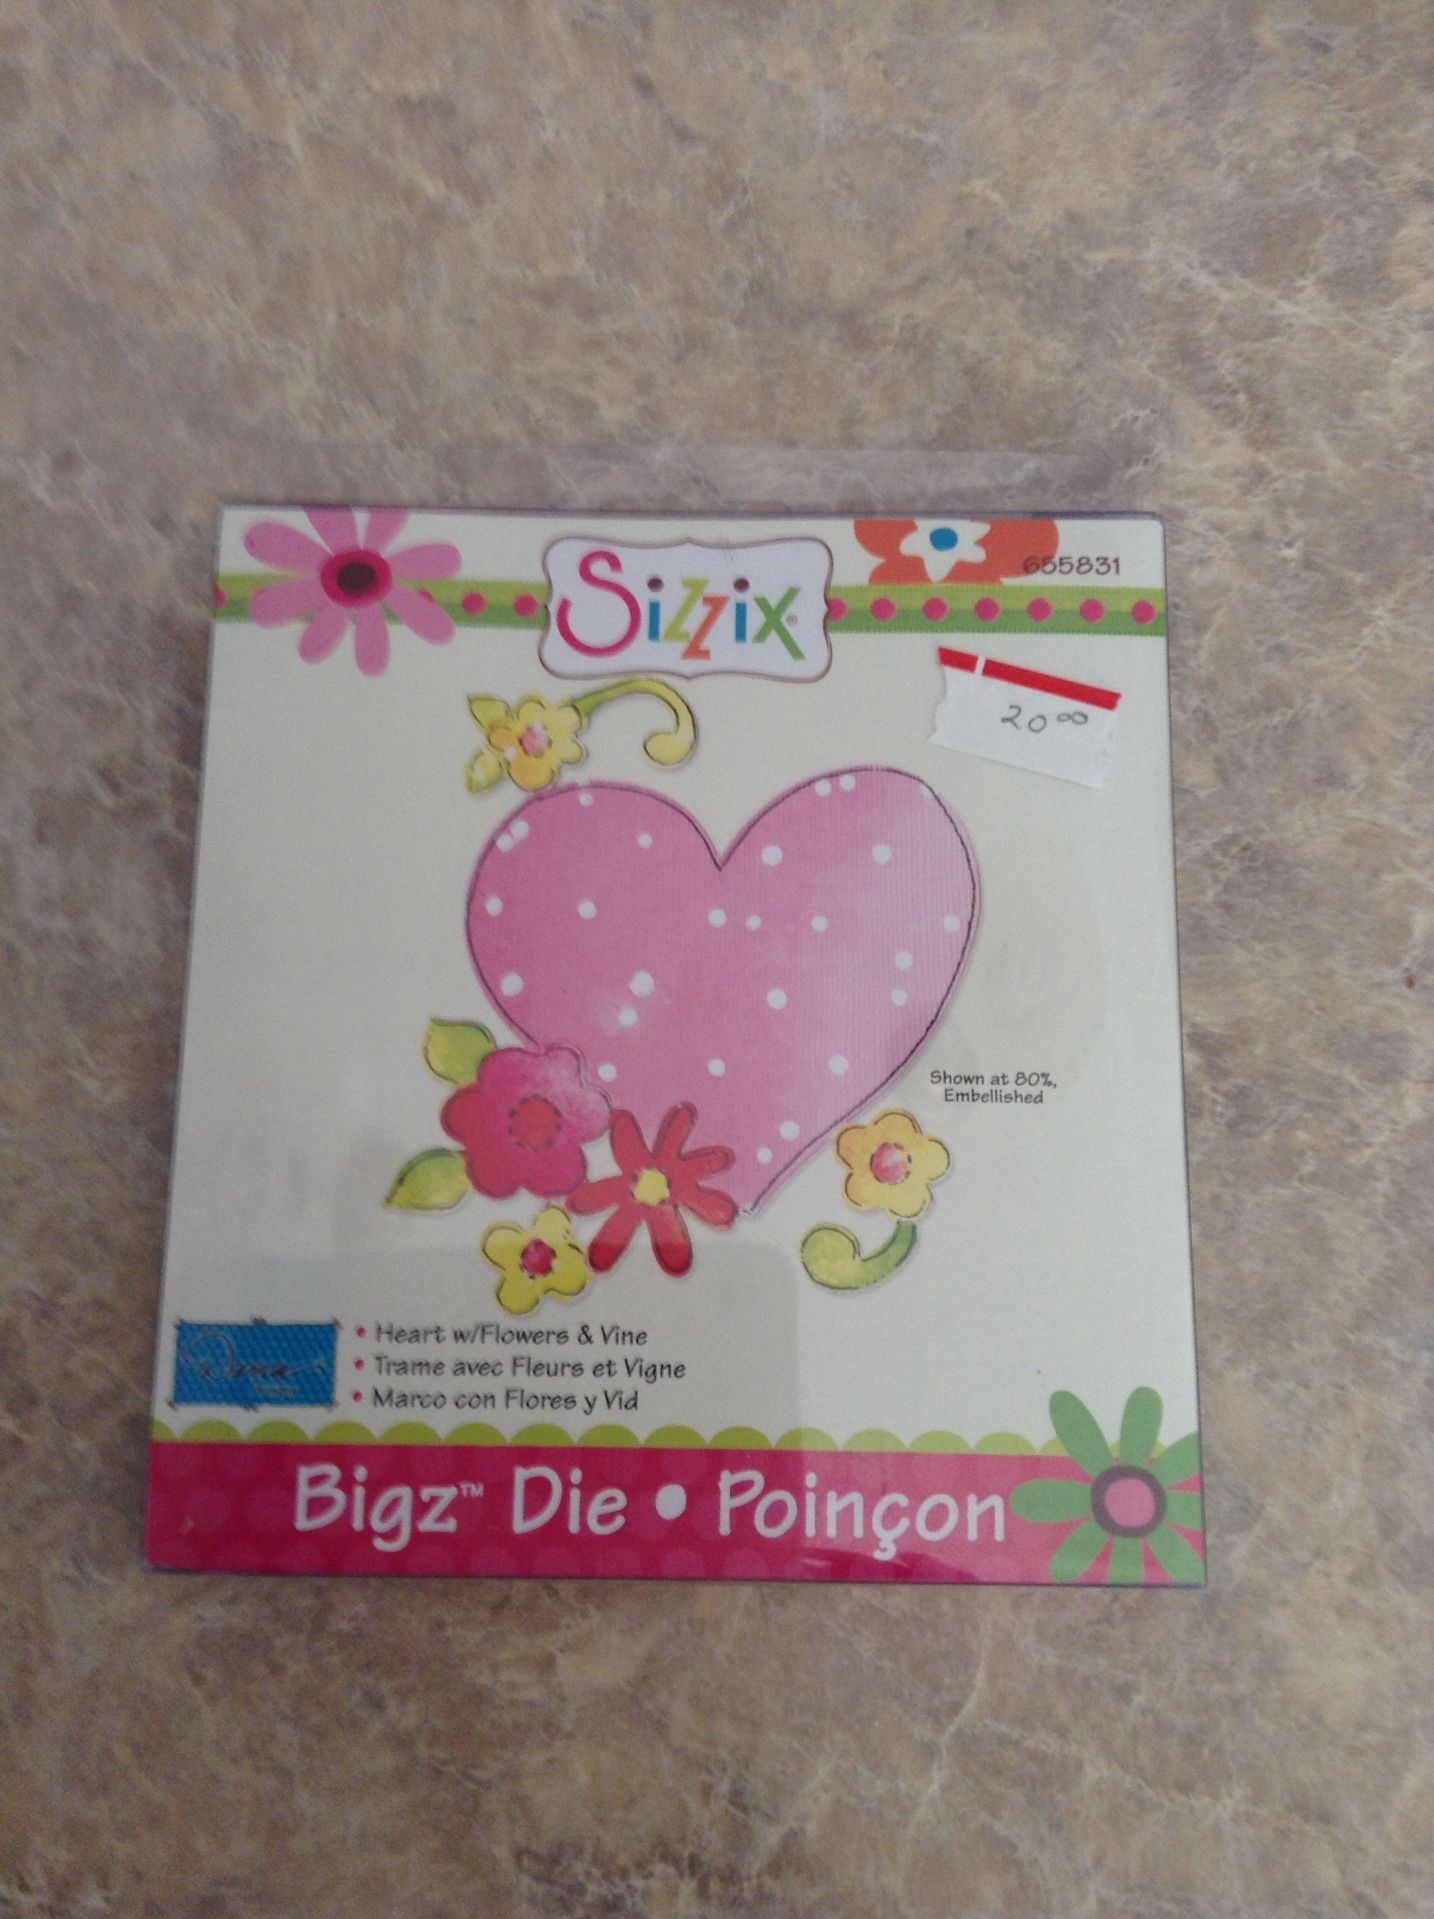 Sizzix®
655831
20 00
Shown at 80%,
Embellished
Dena
• Heart w/Flowers & Vine
• Trame avec Fleurs et Vigne
• Marco con Flores y Vid
Bigz™ Die • Poinçon